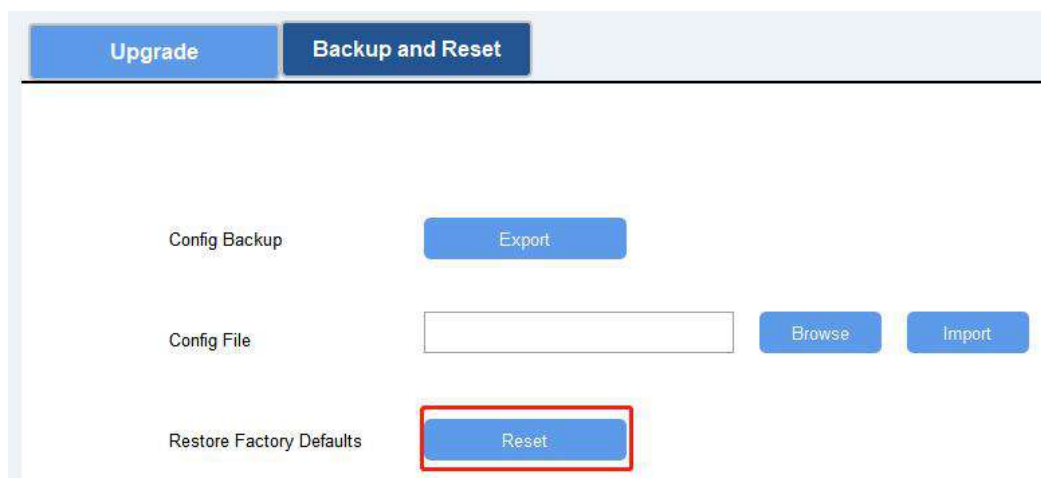 Upgrade
Backup and Reset
Config Backup
Export
Config File
Browse
Import
Restore Factory Defaults
Reset